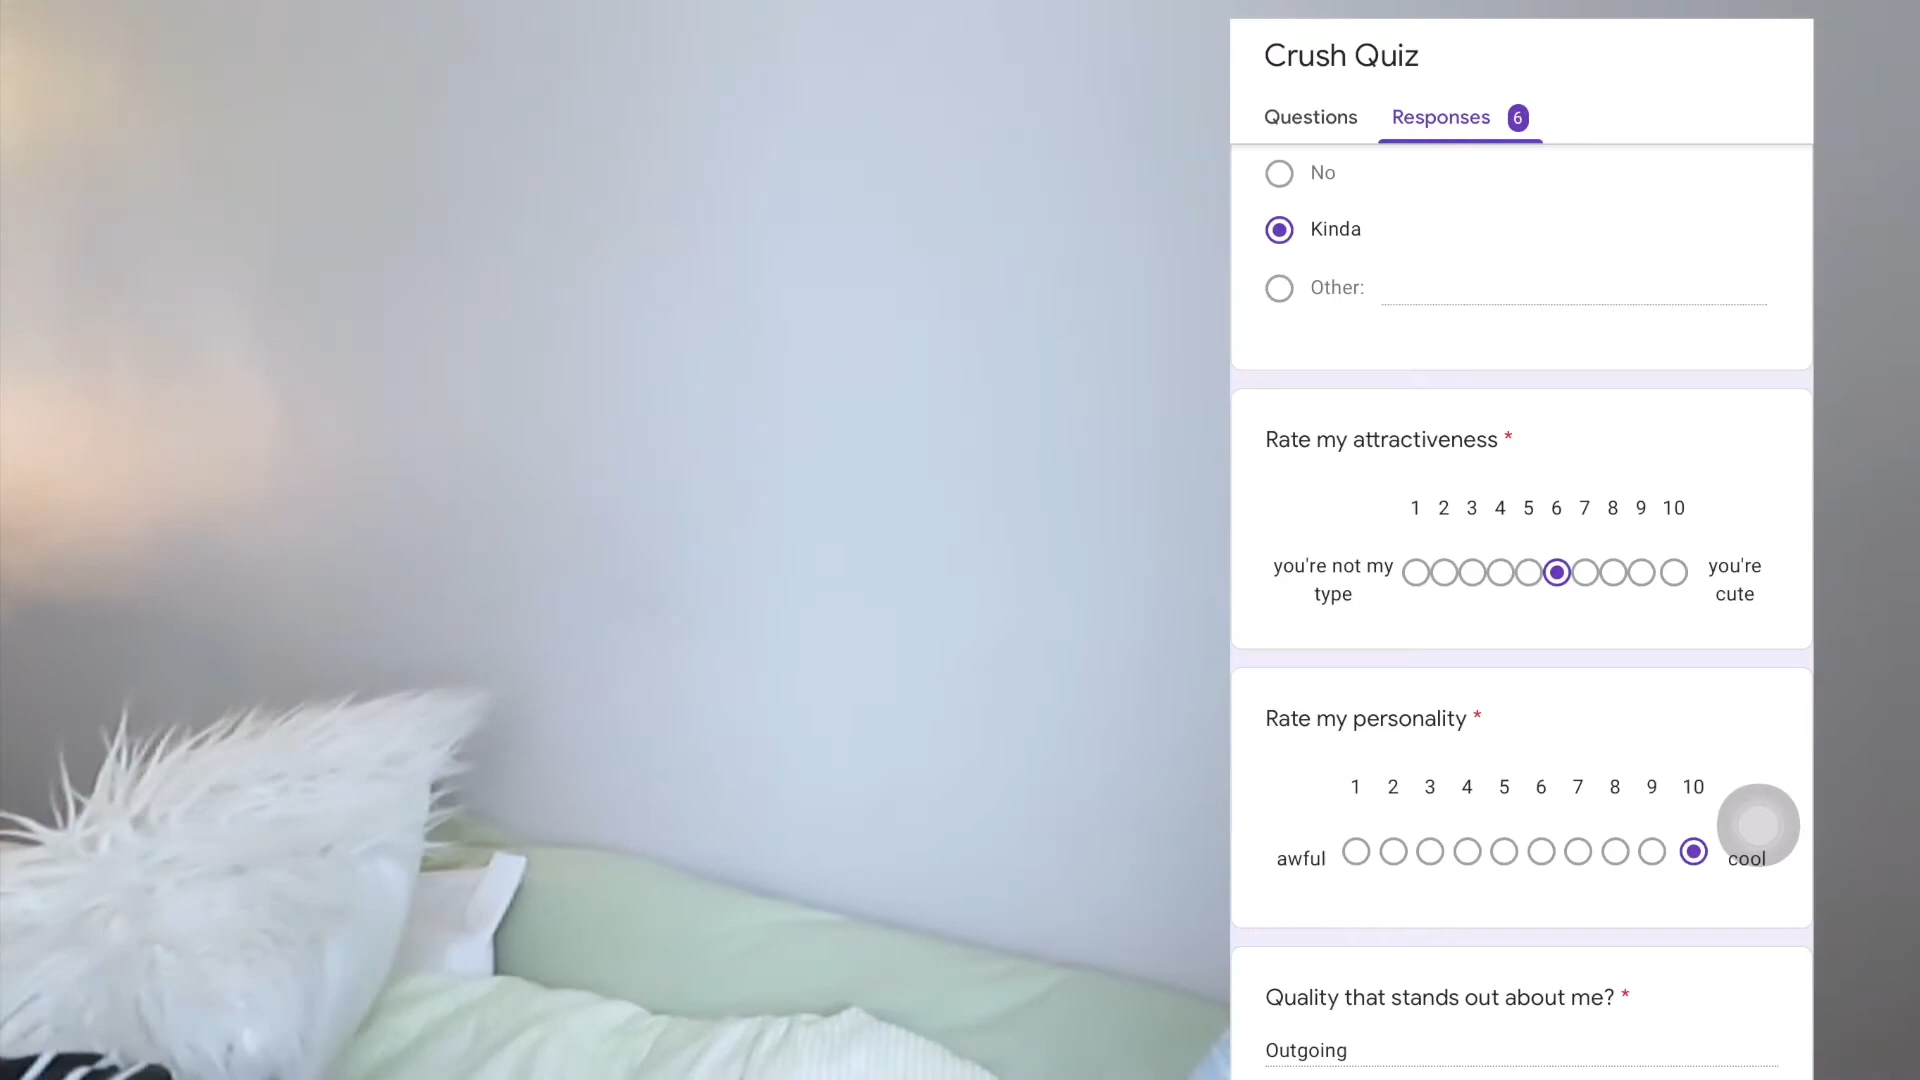 Crush Quiz
Questions Responses 6
No
Kinda
Other:
Rate my attractiveness *
1 2 3 4 5 6 7 8 9 10
you're not my type
you're cute
Rate my personality *
1 2 3 4 5 6 7 8 9 10
awful
cool
Quality that stands out about me? *
Outgoing